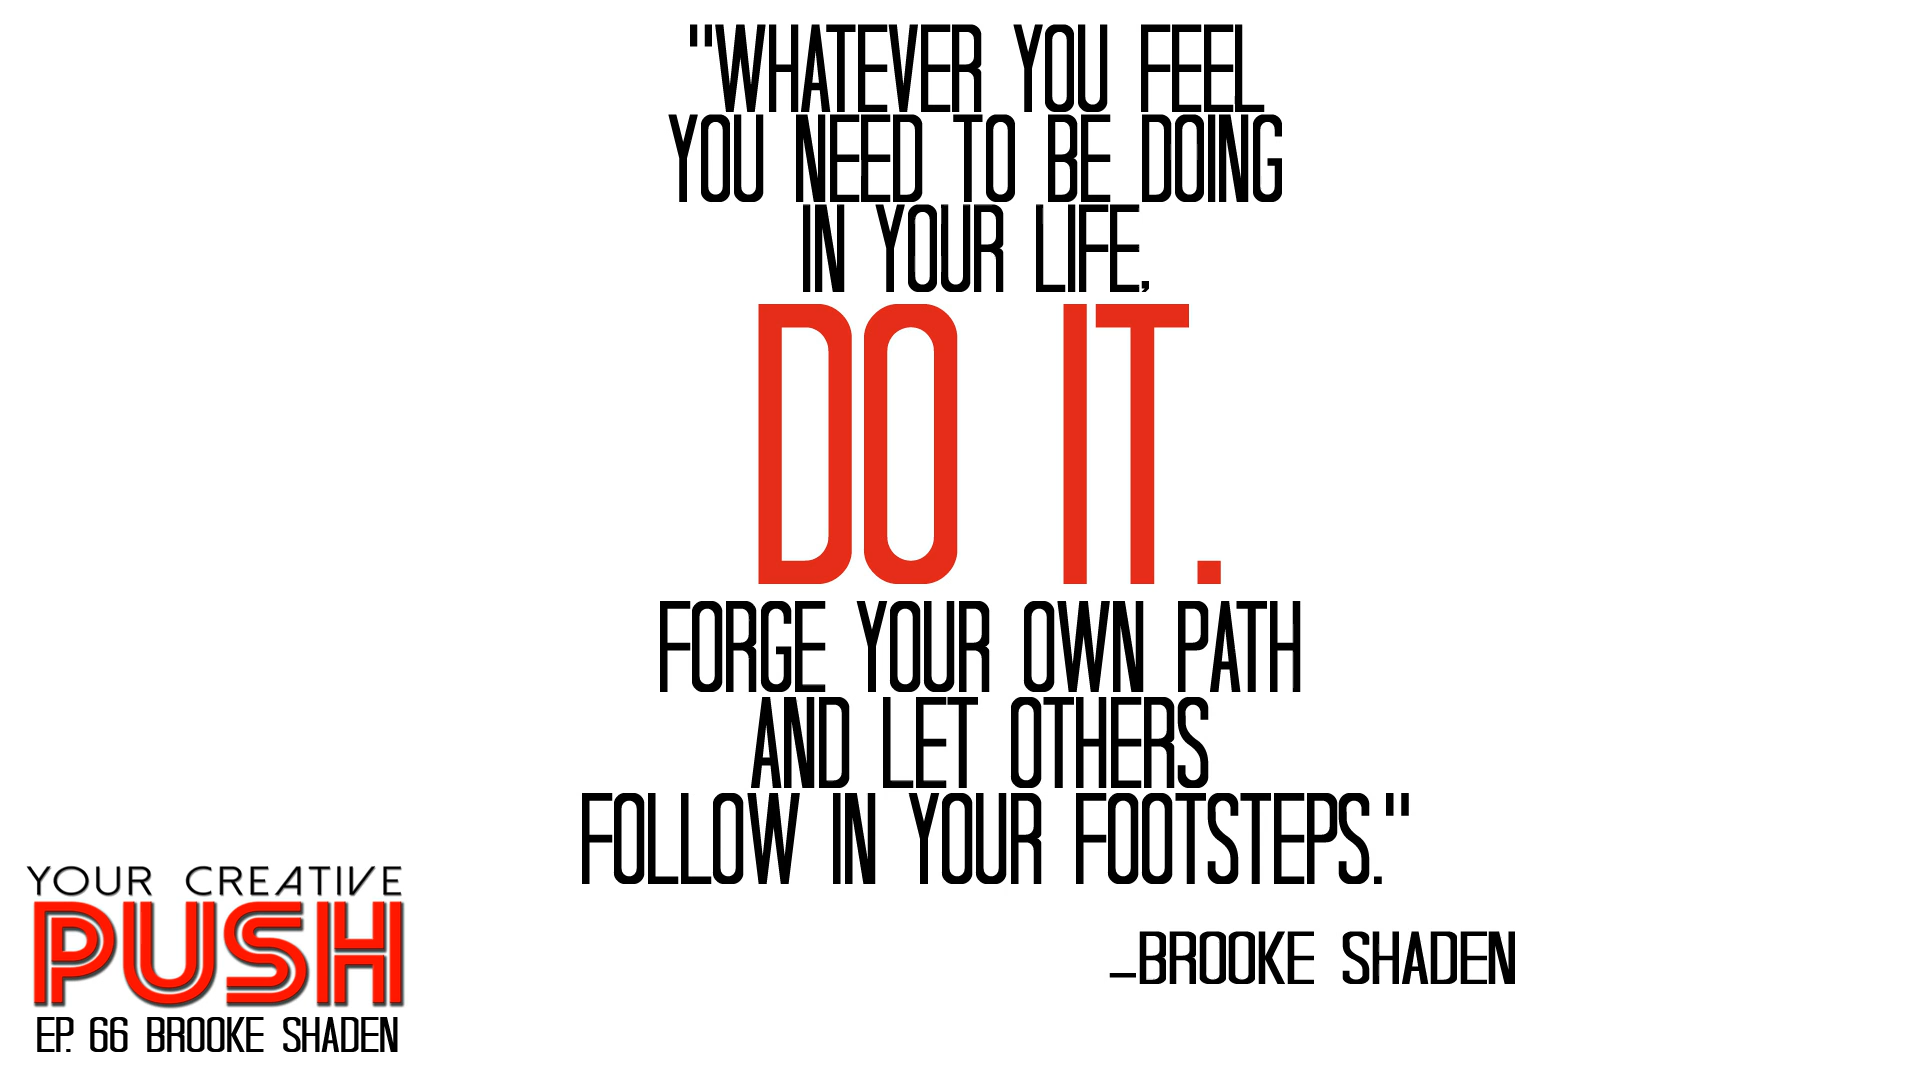 "WHATEVER YOU FEEL
YOU NEED TO BE DOING
IN YOUR LIFE,
DO IT.
FORGE YOUR OWN PATH
AND LET OTHERS
FOLLOW IN YOUR FOOTSTEPS."
–BROOKE SHADEN
YOUR CREATIVE
PUSH
EP. 66 BROOKE SHADEN